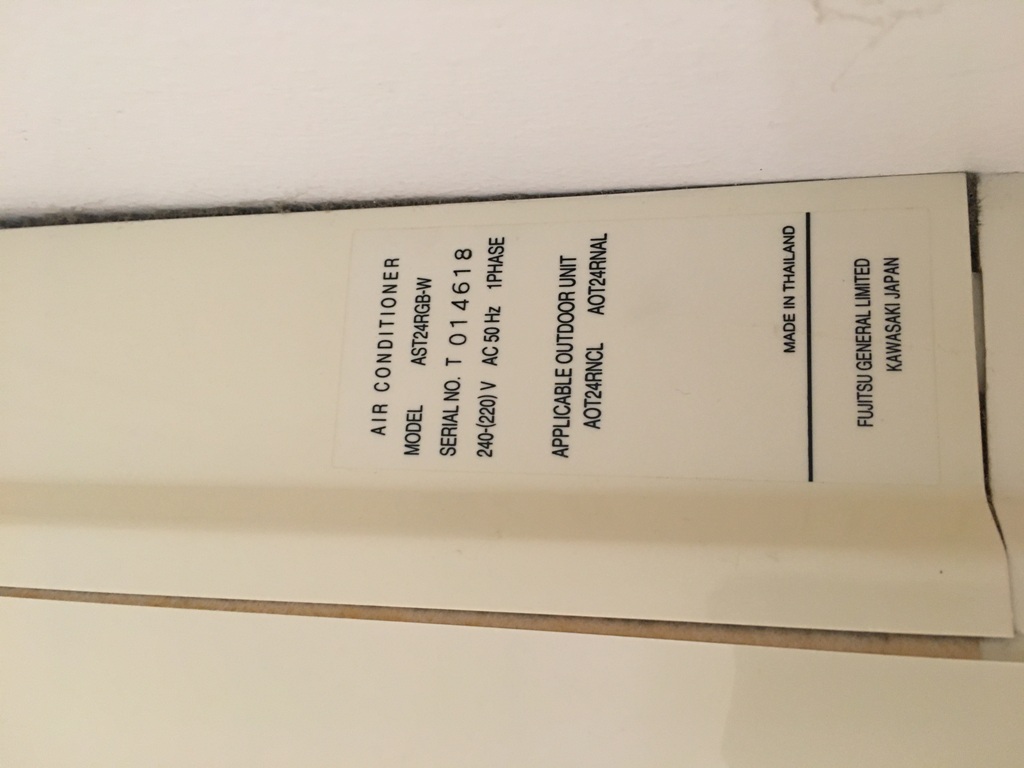 AIR CONDITIONER
MODEL AST24RGB-W
SERIAL NO. T 014618
240-(220) V AC 50 Hz 1PHASE
APPLICABLE OUTDOOR UNIT
AOT24RNCL AOT24RNAL
MADE IN THAILAND
FUJITSU GENERAL LIMITED
KAWASAKI JAPAN